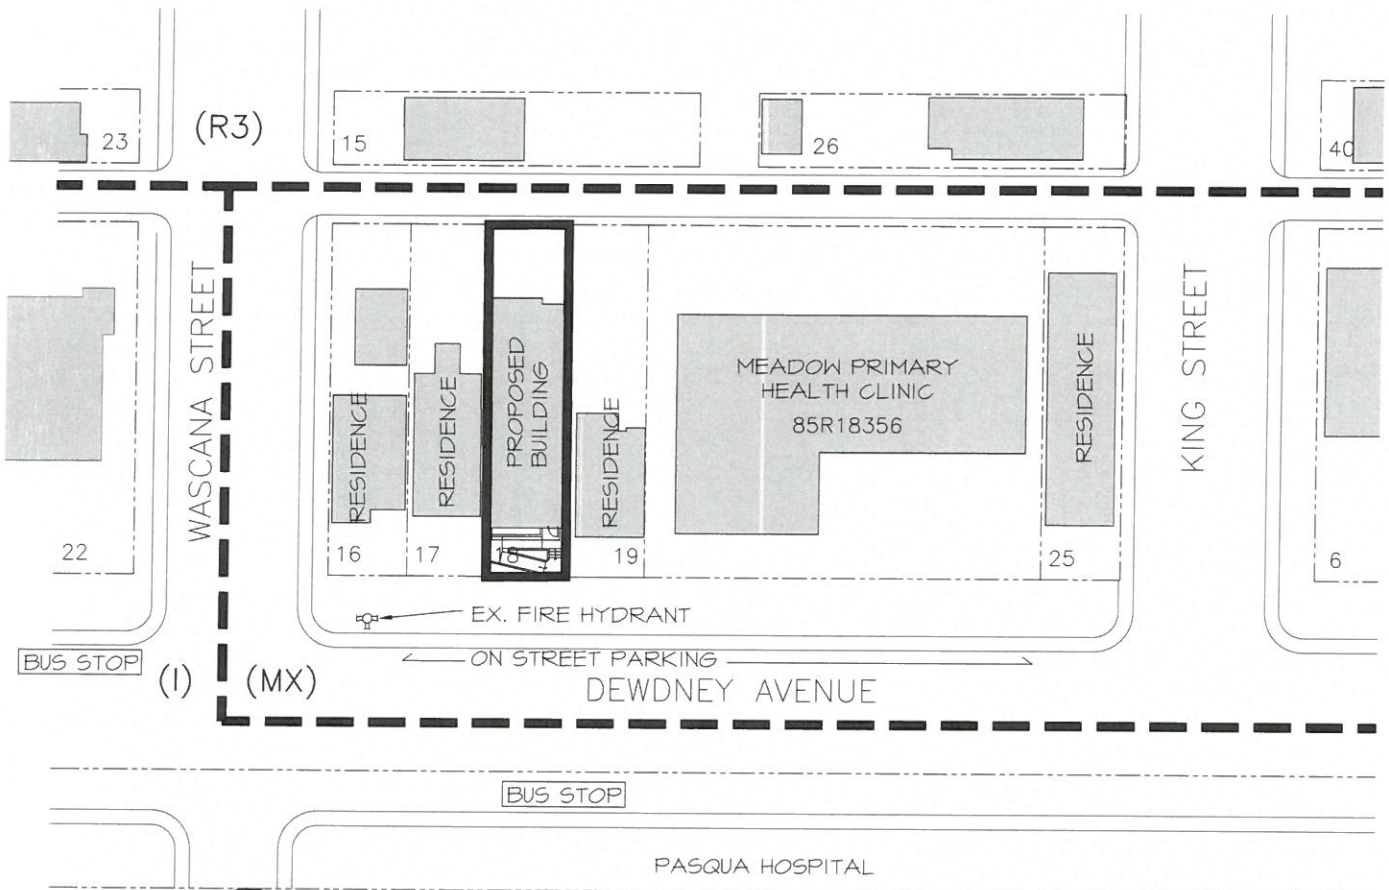 (R3)
23
15
26
40
WASCANA STREET
RESIDENCE
RESIDENCE
PROPOSED
BUILDING
RESIDENCE
MEADOW PRIMARY
HEALTH CLINIC
85R18356
RESIDENCE
KING STREET
22
16
17
18
19
25
6
EX. FIRE HYDRANT
BUS STOP
ON STREET PARKING
(I)
(MX)
DEWDNEY AVENUE
BUS STOP
PASQUA HOSPITAL